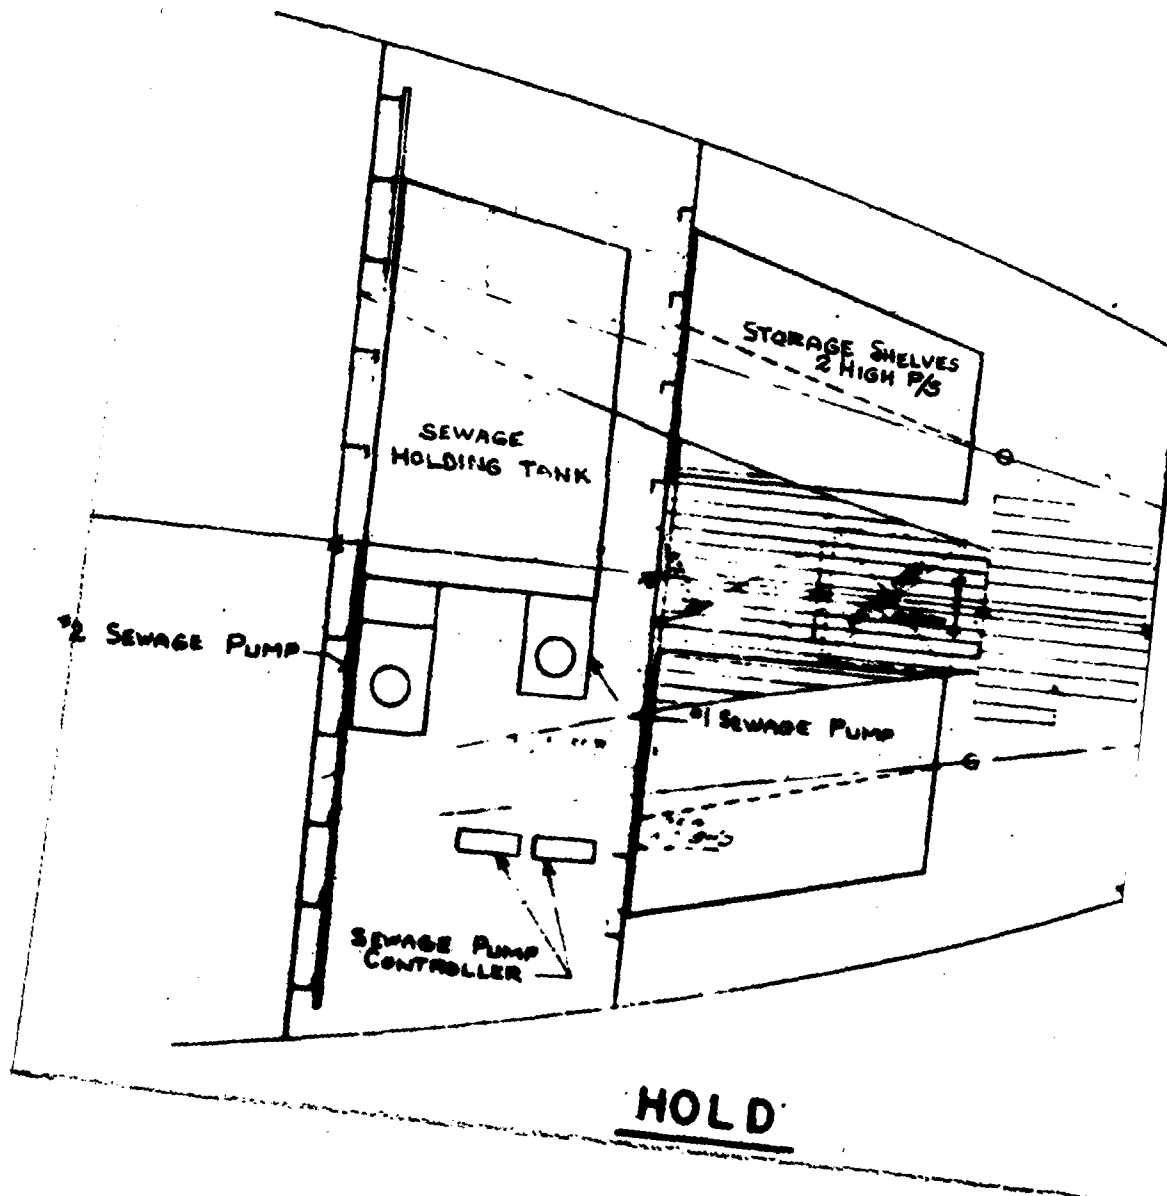 STORAGE SHELVES
2 HIGH P/S
SEWAGE
HOLDING TANK
#2 SEWAGE PUMP
#1 SEWAGE PUMP
SEWAGE PUMP
CONTROLLER
HOLD